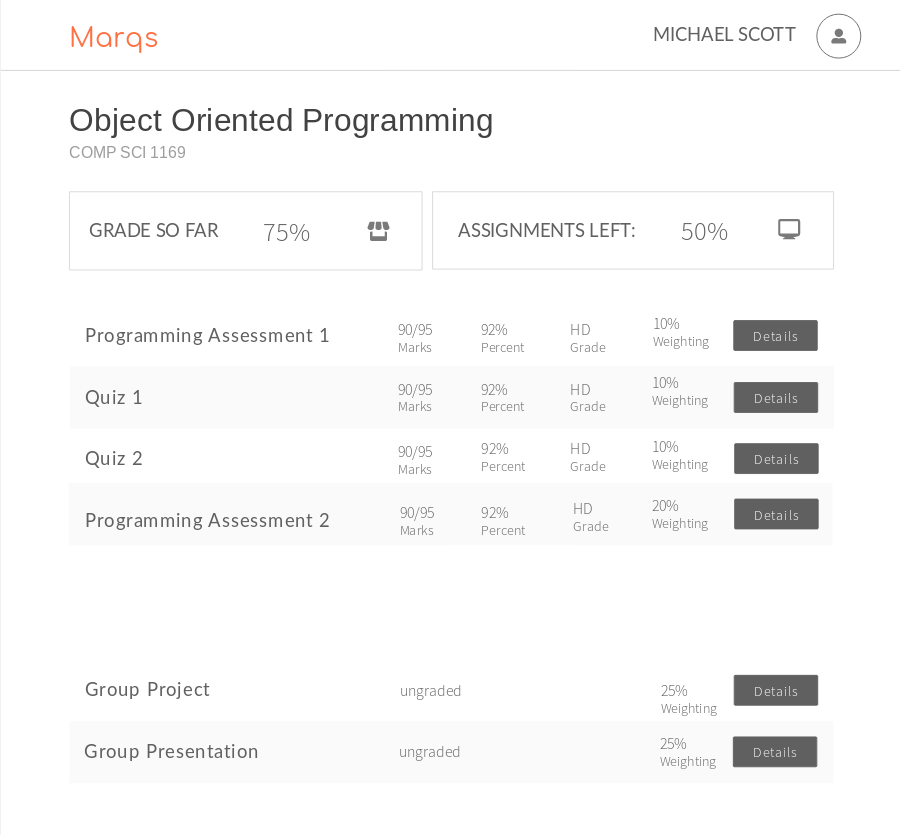 Marqs
MICHAEL SCOTT
Object Oriented Programming
COMP SCI 1169
GRADE SO FAR 75%
ASSIGNMENTS LEFT: 50%
Programming Assessment 1 90/95 92% HD 10% Details
Marks Percent Grade Weighting
Quiz 1 90/95 92% HD 10% Details
Marks Percent Grade Weighting
Quiz 2 90/95 92% HD 10% Details
Marks Percent Grade Weighting
Programming Assessment 2 90/95 92% HD 20% Details
Marks Percent Grade Weighting
Group Project ungraded 25% Details
Weighting
Group Presentation ungraded 25% Details
Weighting